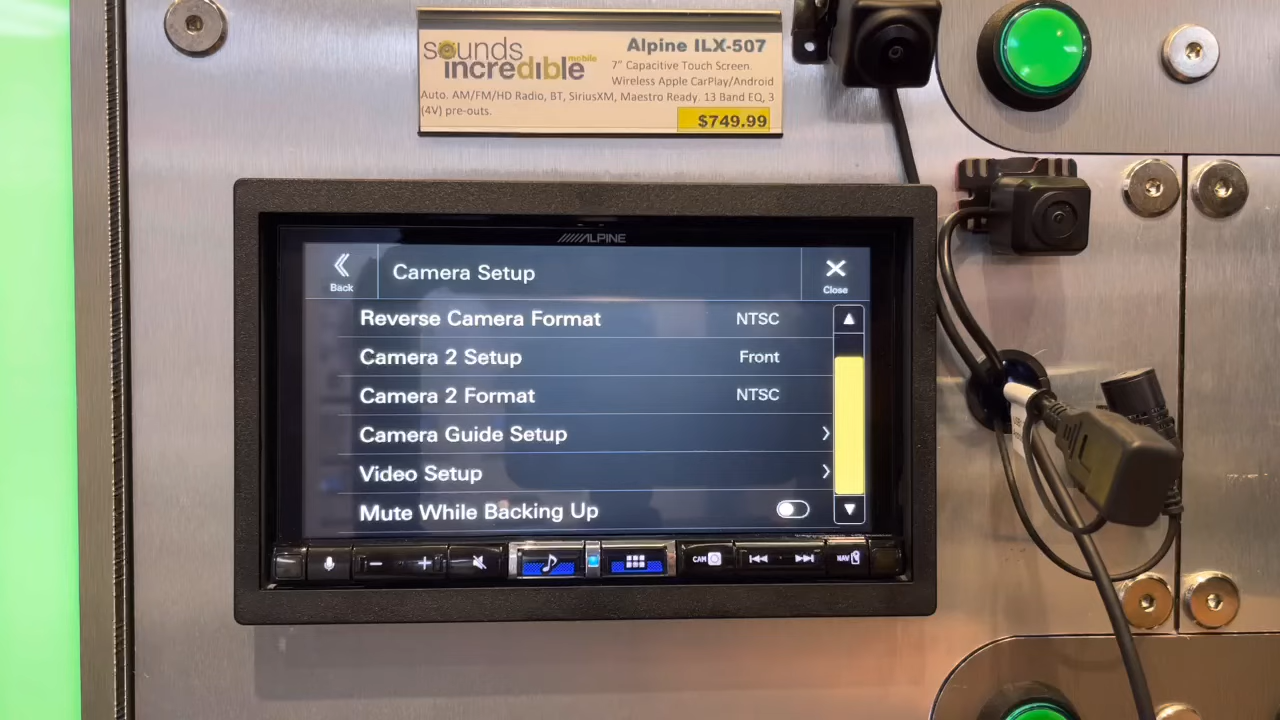 sounds
incredible mobile
Alpine ILX-507
7" Capacitive Touch Screen.
Wireless Apple CarPlay/Android
Auto. AM/FM/HD Radio, BT, SiriusXM, Maestro Ready. 13 Band EQ, 3
(4V) pre-outs.
$749.99
ALPINE
Back
Camera Setup
Close
Reverse Camera Format NTSC
Camera 2 Setup Front
Camera 2 Format NTSC
Camera Guide Setup
Video Setup
Mute While Backing Up
CAM
NAV